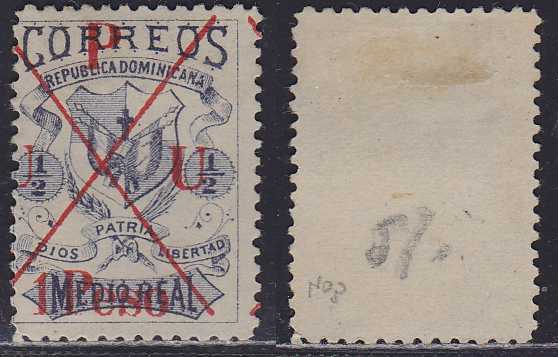 P
CORREOS
REPUBLICA DOMINICANA
U 1/2 U 1/2
DIOS PATRIA LIBERTAD
MEDIO REAL
1 Peso